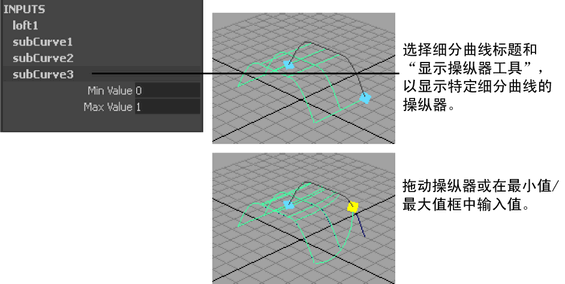 INPUTS
loft1
subCurve1
subCurve2
subCurve3
Min Value 0
Max Value 1
选择细分曲线标题和
“显示操纵器工具”，
以显示特定细分曲线的
操纵器。
拖动操纵器或在最小值/
最大值框中输入值。